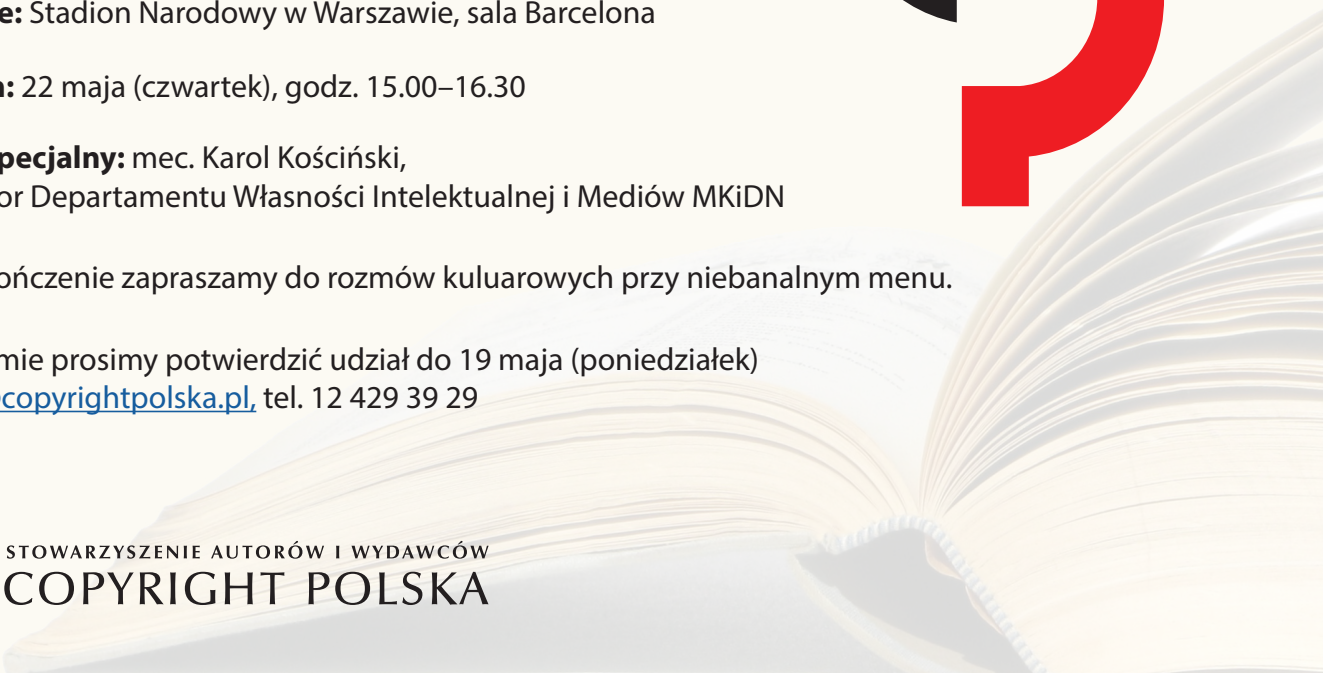 e: Stadion Narodowy w Warszawie, sala Barcelona
: 22 maja (czwartek), godz. 15.00–16.30
pecjalny: mec. Karol Kościński,
or Departamentu Własności Intelektualnej i Mediów MKiDN
ończenie zapraszamy do rozmów kuluarowych przy niebanalnym menu.
mie prosimy potwierdzić udział do 19 maja (poniedziałek)
copyrightpolska.pl, tel. 12 429 39 29
STOWARZYSZENIE AUTORÓW I WYDAWCÓW
COPYRIGHT POLSKA